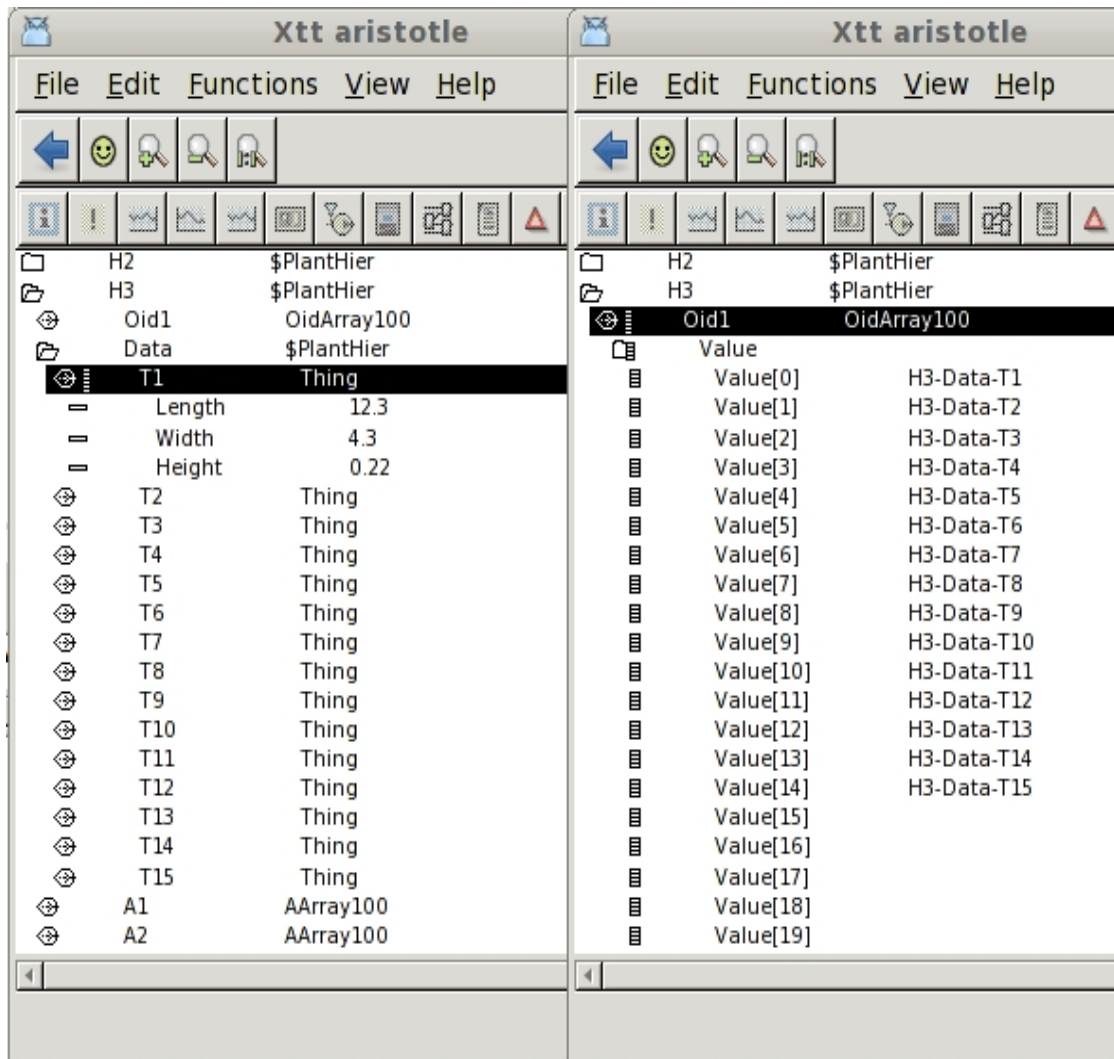 Xtt aristotle
File Edit Functions View Help
H2 $PlantHier
H3 $PlantHier
Oid1 OidArray100
Data $PlantHier
T1 Thing
Length 12.3
Width 4.3
Height 0.22
T2 Thing
T3 Thing
T4 Thing
T5 Thing
T6 Thing
T7 Thing
T8 Thing
T9 Thing
T10 Thing
T11 Thing
T12 Thing
T13 Thing
T14 Thing
T15 Thing
A1 AArray100
A2 AArray100
Xtt aristotle
File Edit Functions View Help
H2 $PlantHier
H3 $PlantHier
Oid1 OidArray100
Value
Value[0] H3-Data-T1
Value[1] H3-Data-T2
Value[2] H3-Data-T3
Value[3] H3-Data-T4
Value[4] H3-Data-T5
Value[5] H3-Data-T6
Value[6] H3-Data-T7
Value[7] H3-Data-T8
Value[8] H3-Data-T9
Value[9] H3-Data-T10
Value[10] H3-Data-T11
Value[11] H3-Data-T12
Value[12] H3-Data-T13
Value[13] H3-Data-T14
Value[14] H3-Data-T15
Value[15]
Value[16]
Value[17]
Value[18]
Value[19]